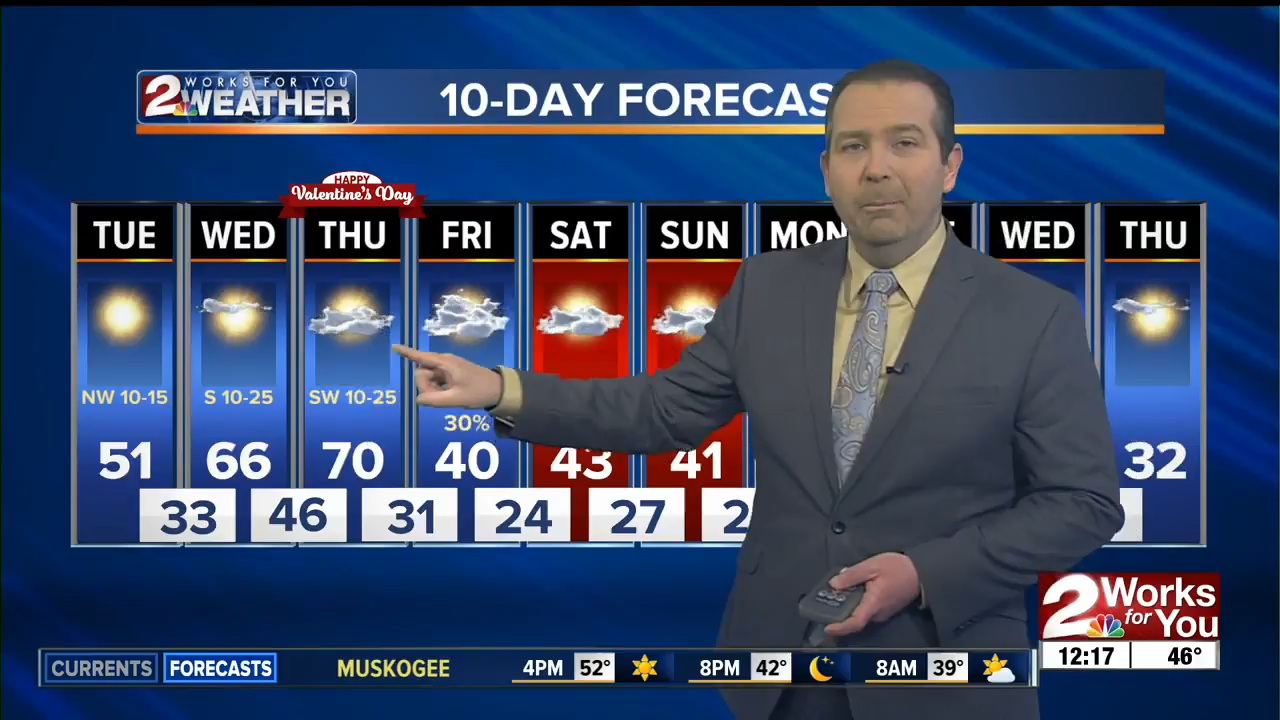 2 WORKS FOR YOU
WEATHER
10-DAY FORECAS
HAPPY
Valentine's Day
TUE WED THU FRI SAT SUN MON WED THU
NW 10-15 S 10-25 SW 10-25
30%
51 66 70 40 43 41 32
33 46 31 24 27 2
2 Works
for You
12:17 46°
CURRENTS FORECASTS MUSKOGEE 4PM 52° 8PM 42° 8AM 39°